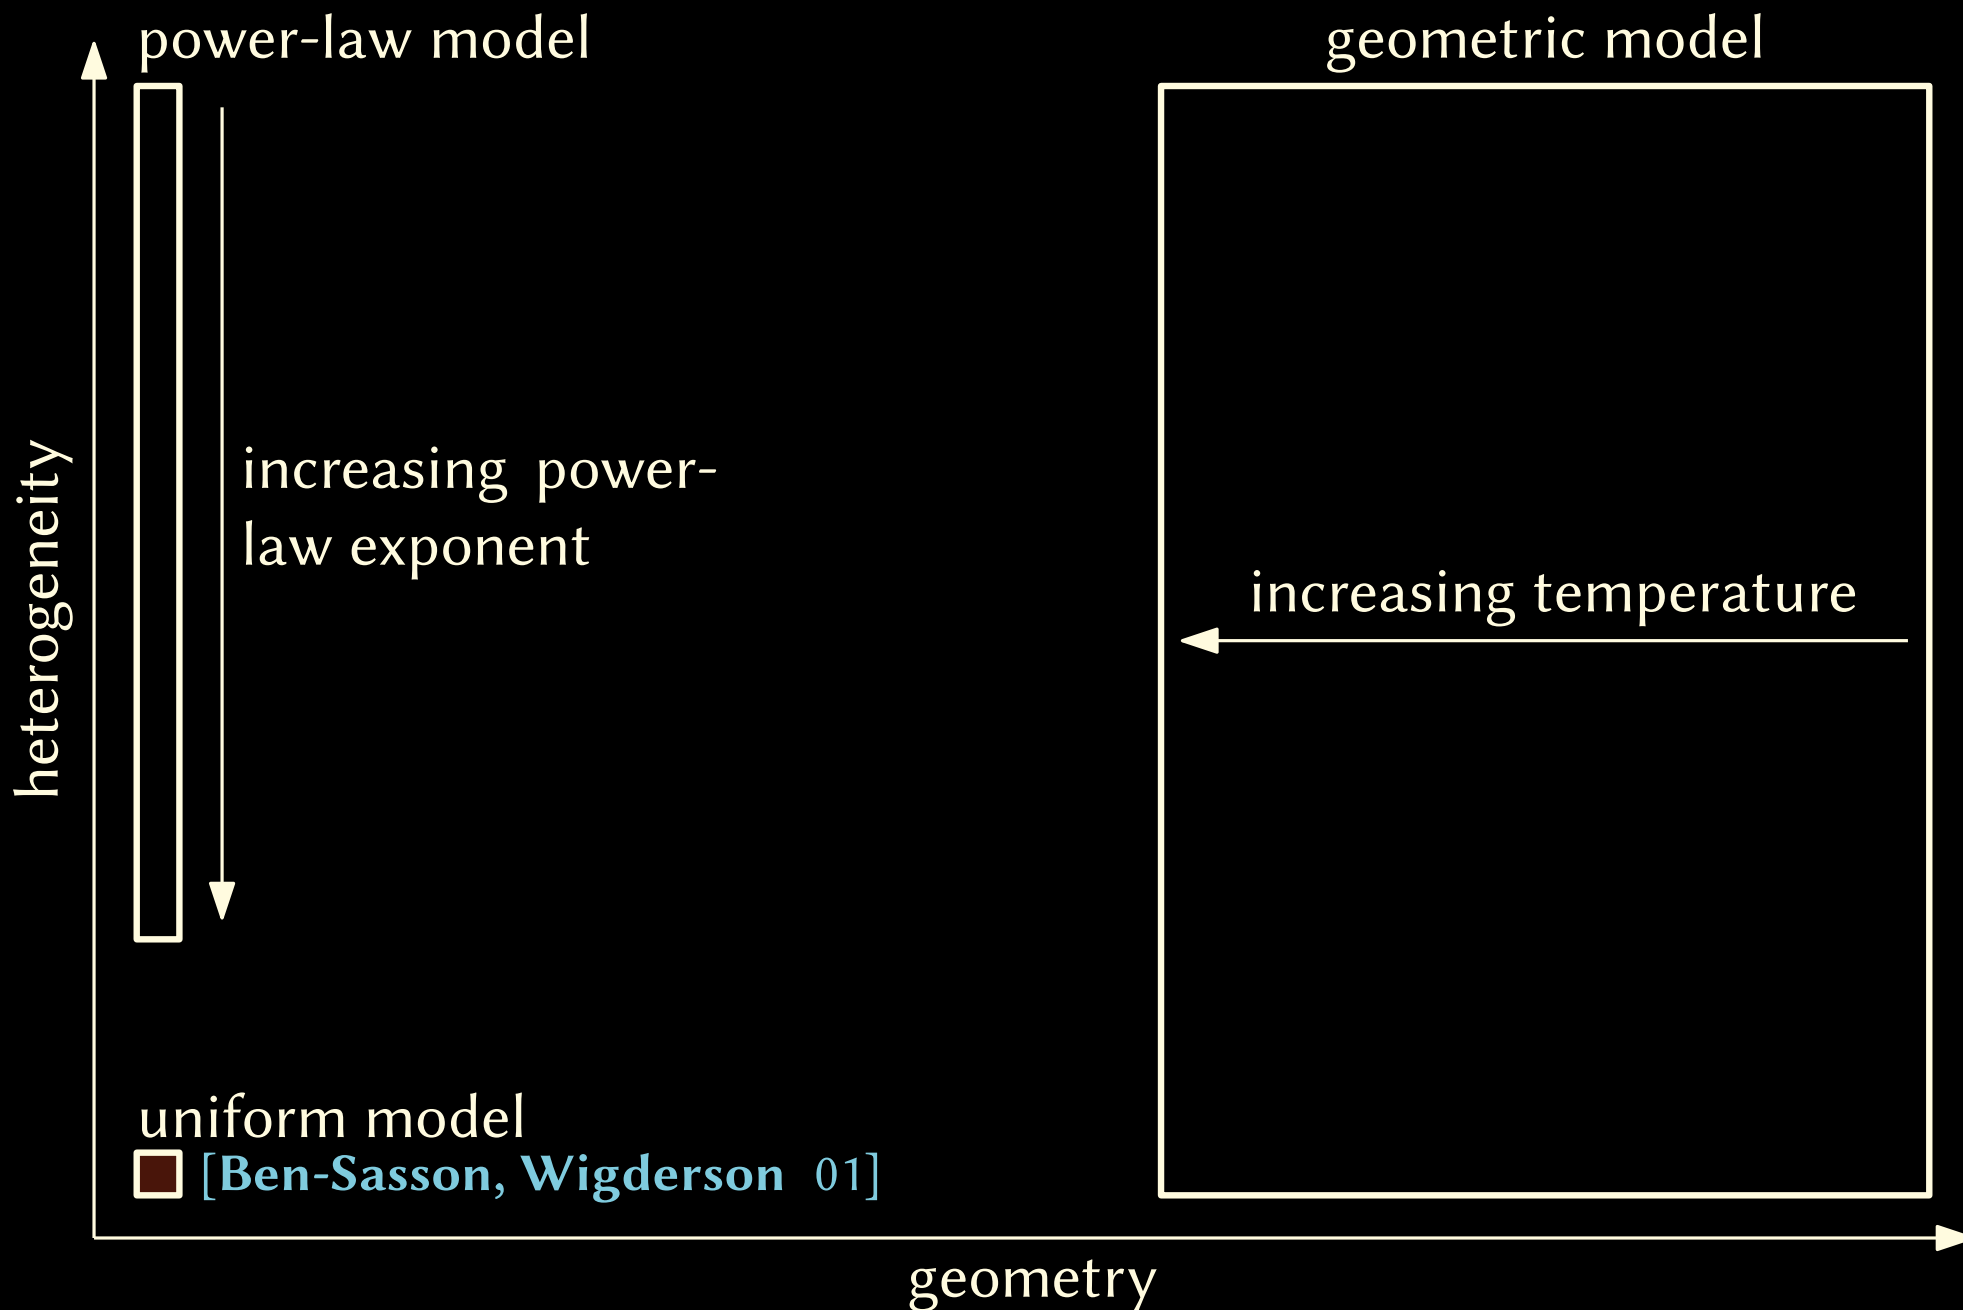 power-law model
geometric model
heterogeneity
increasing power-
law exponent
increasing temperature
uniform model
[Ben-Sasson, Wigderson 01]
geometry